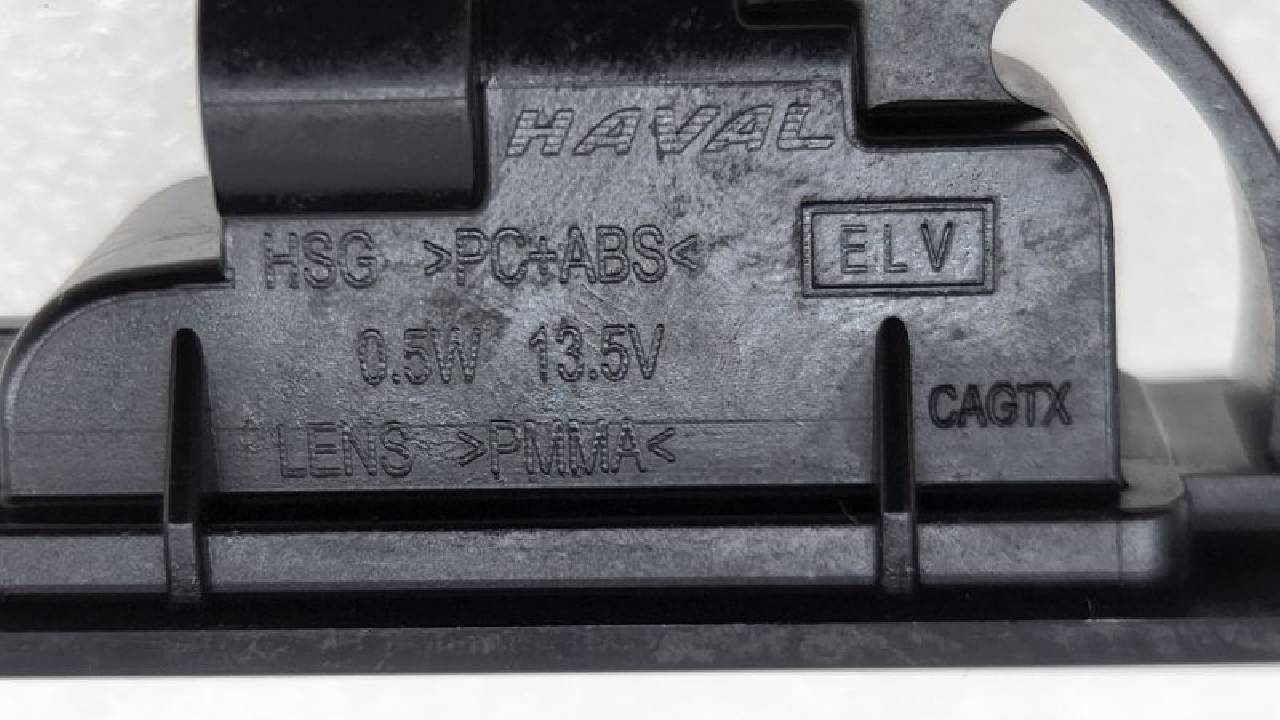 HAVAL
HSG >PC+ABS<
ELV
0.5W 13.5V
CAGTX
LENS >PMMA<